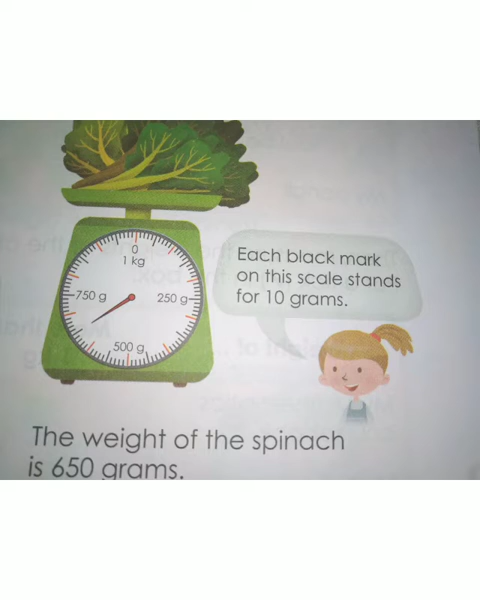 0
1 kg
750 g
250 g
500 g
Each black mark
on this scale stands
for 10 grams.
The weight of the spinach
is 650 grams.